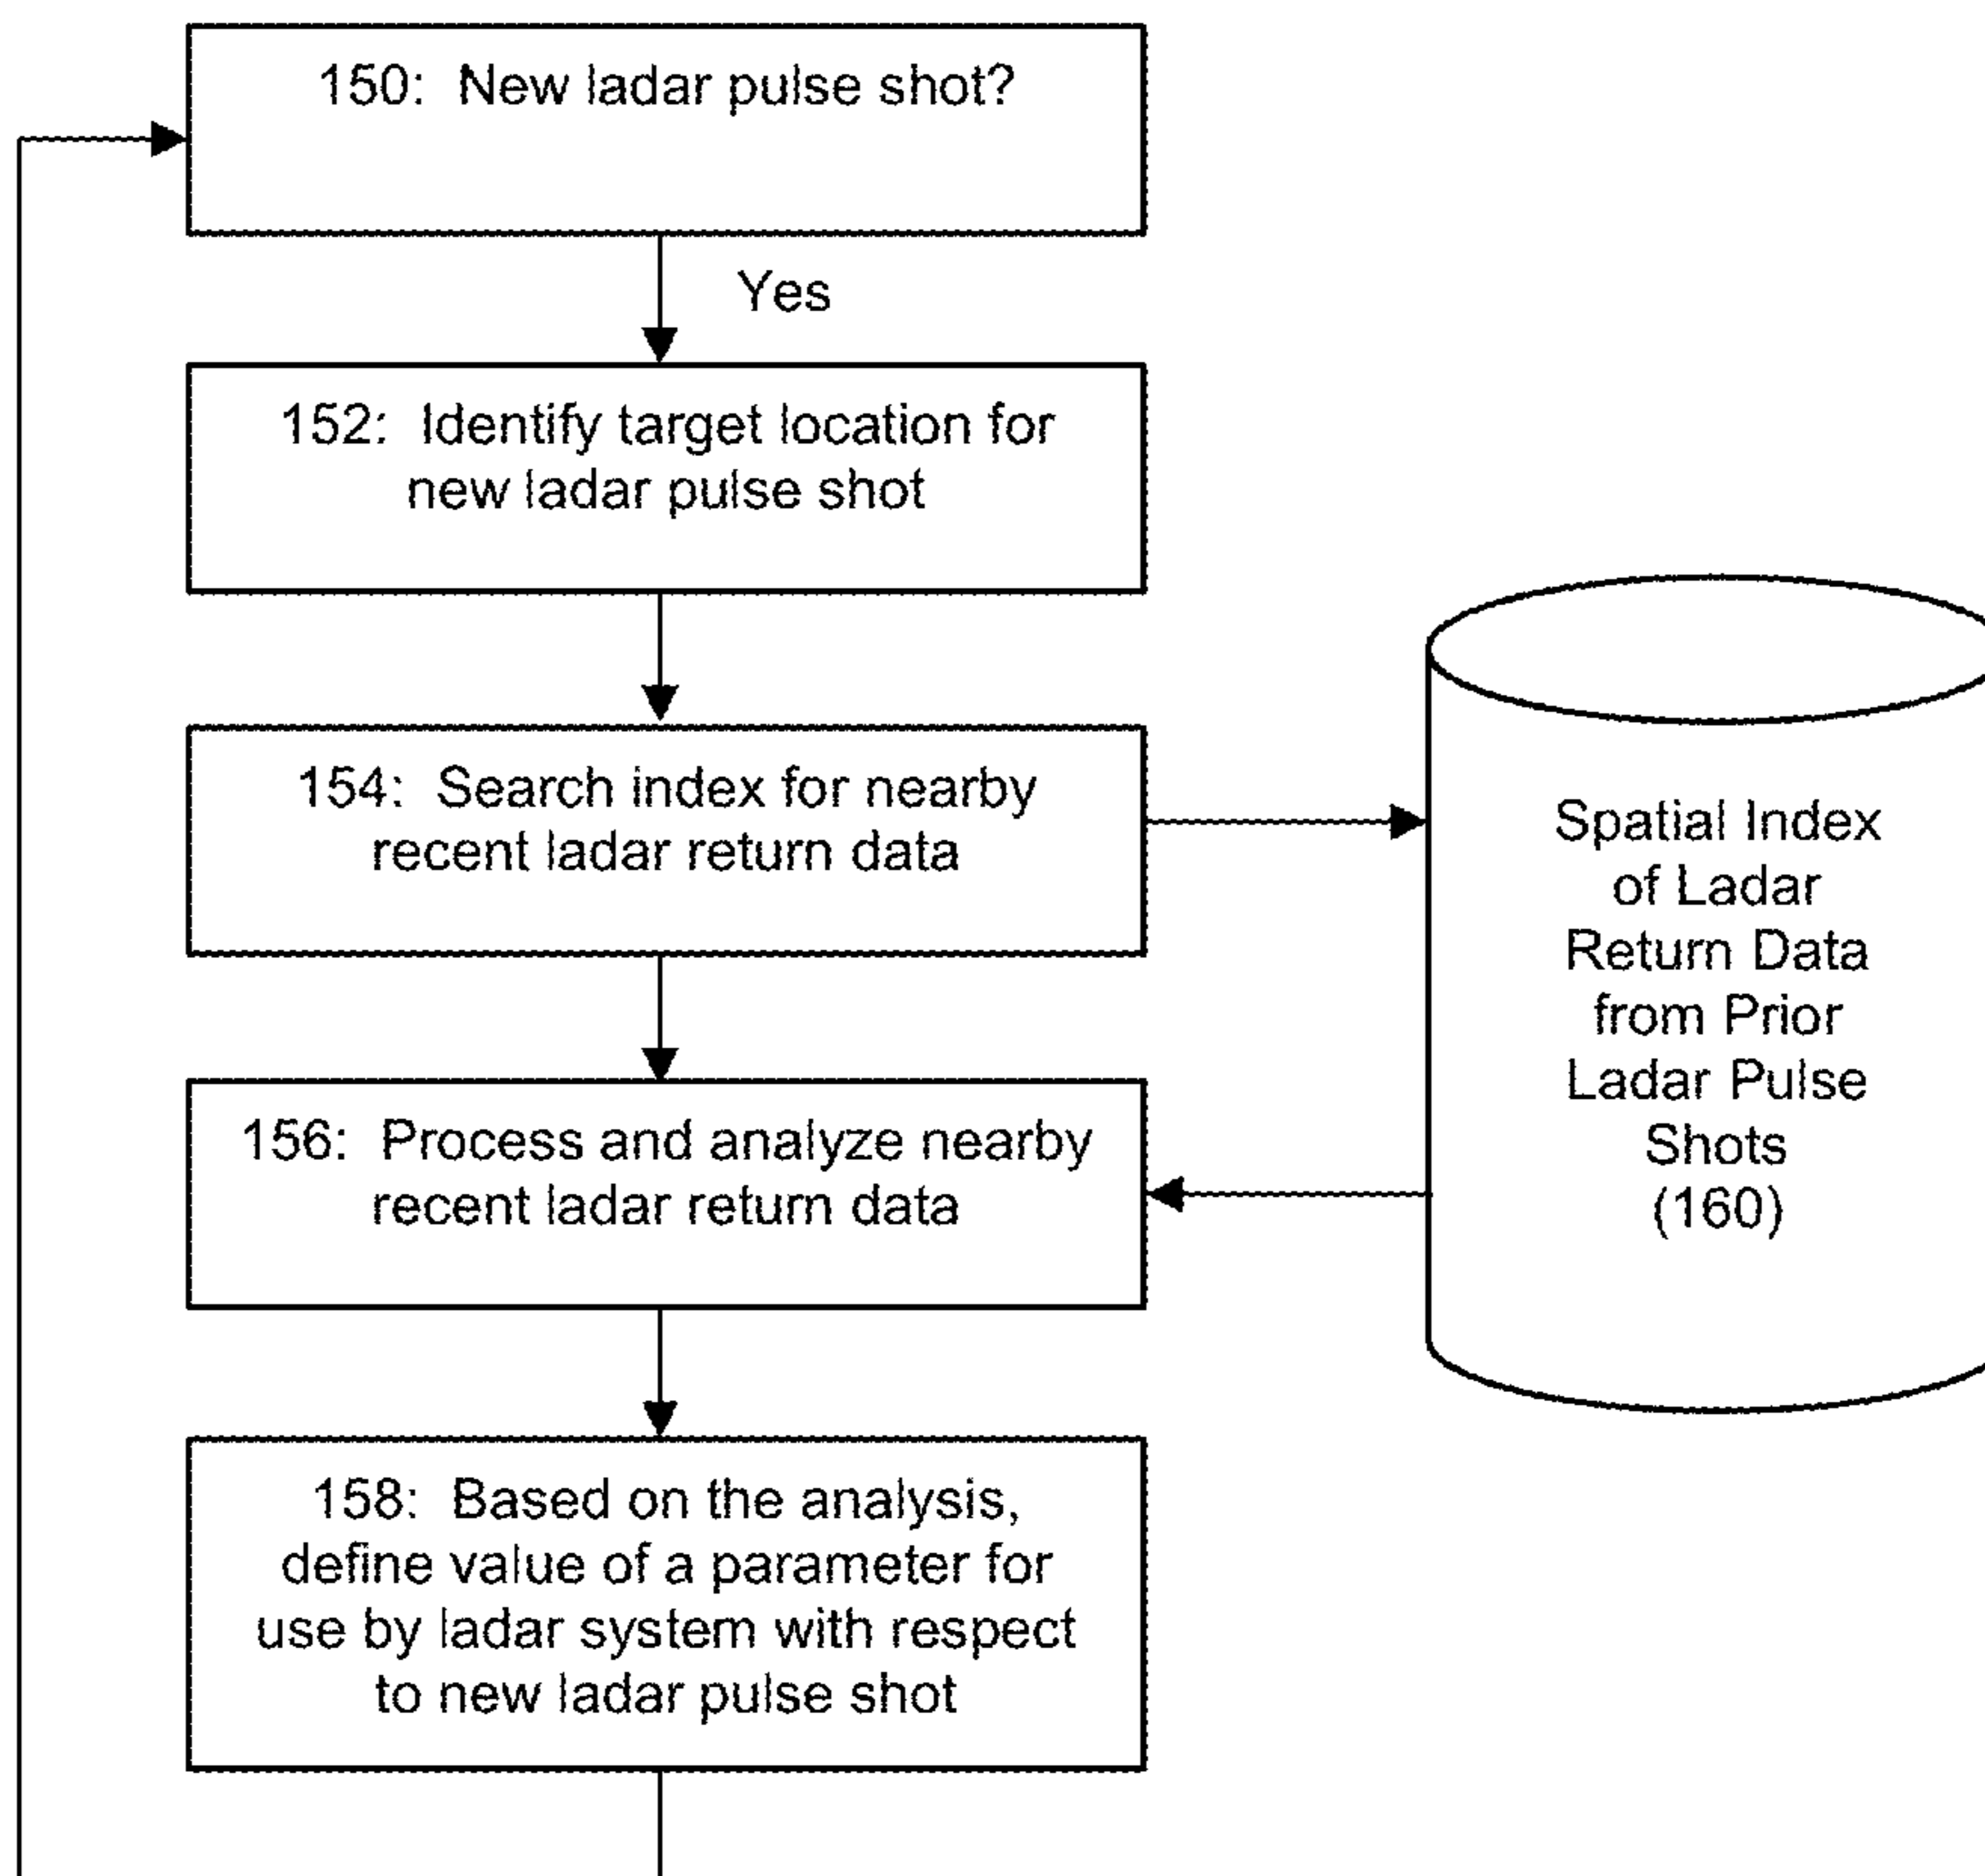 150: New ladar pulse shot?
Yes
152: Identify target location for
new ladar pulse shot
154: Search index for nearby
recent ladar return data
156: Process and analyze nearby
recent ladar return data
158: Based on the analysis,
define value of a parameter for
use by ladar system with respect
to new ladar pulse shot
Spatial Index
of Ladar
Return Data
from Prior
Ladar Pulse
Shots
(160)